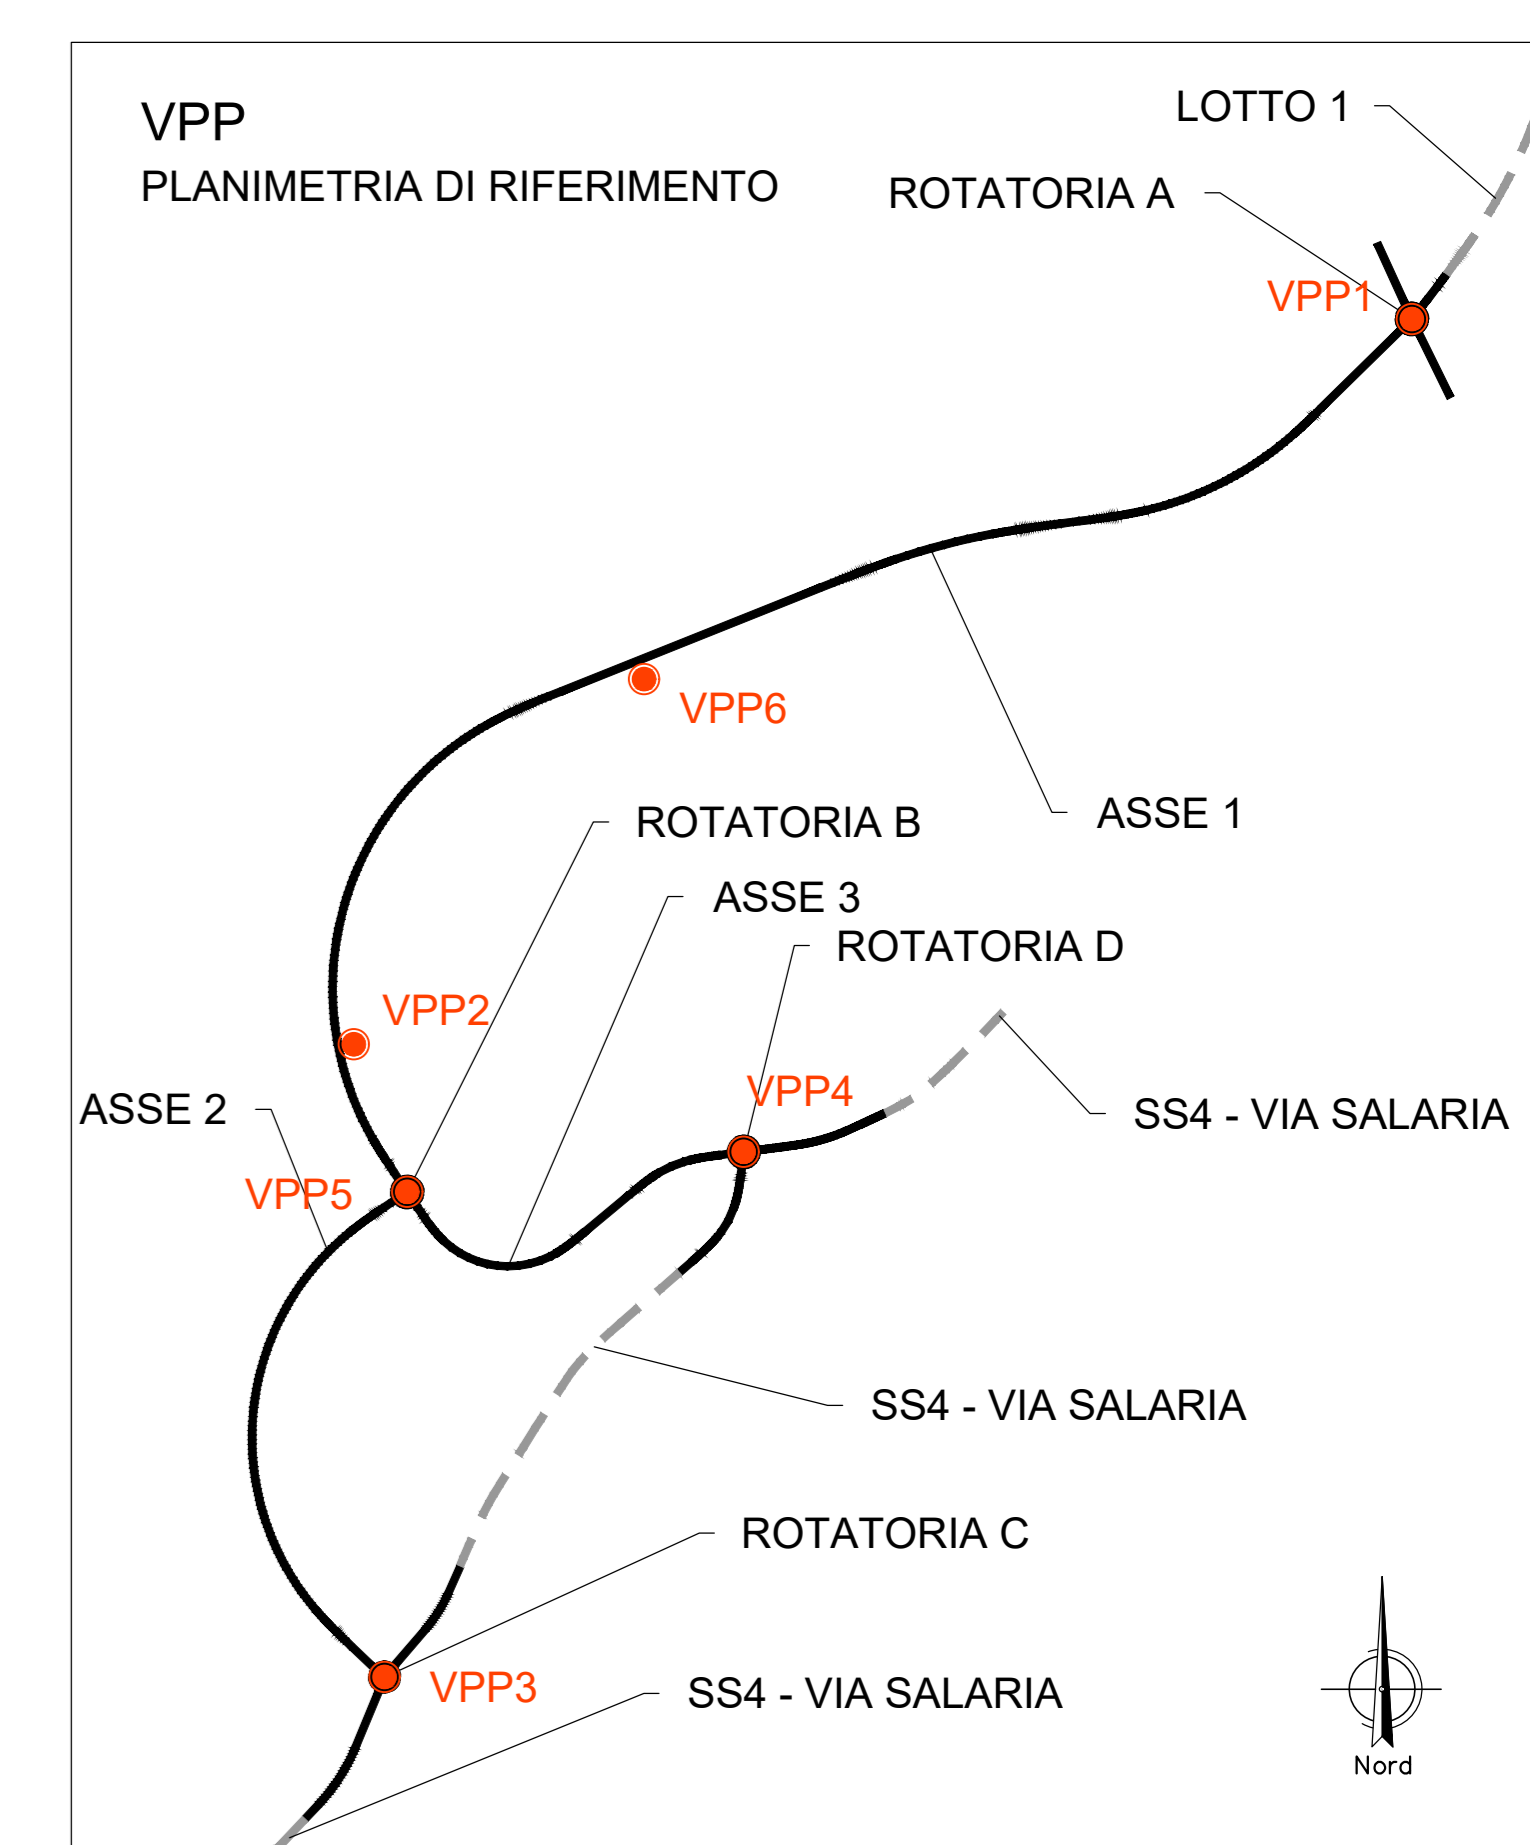 LOTTO 1
VPP
PLANIMETRIA DI RIFERIMENTO
ROTATORIA A
VPP1
VPP6
ASSE 1
ROTATORIA B
ASSE 3
ROTATORIA D
VPP2
VPP4
ASSE 2
SS4 - VIA SALARIA
VPP5
SS4 - VIA SALARIA
ROTATORIA C
VPP3
SS4 - VIA SALARIA
Nord